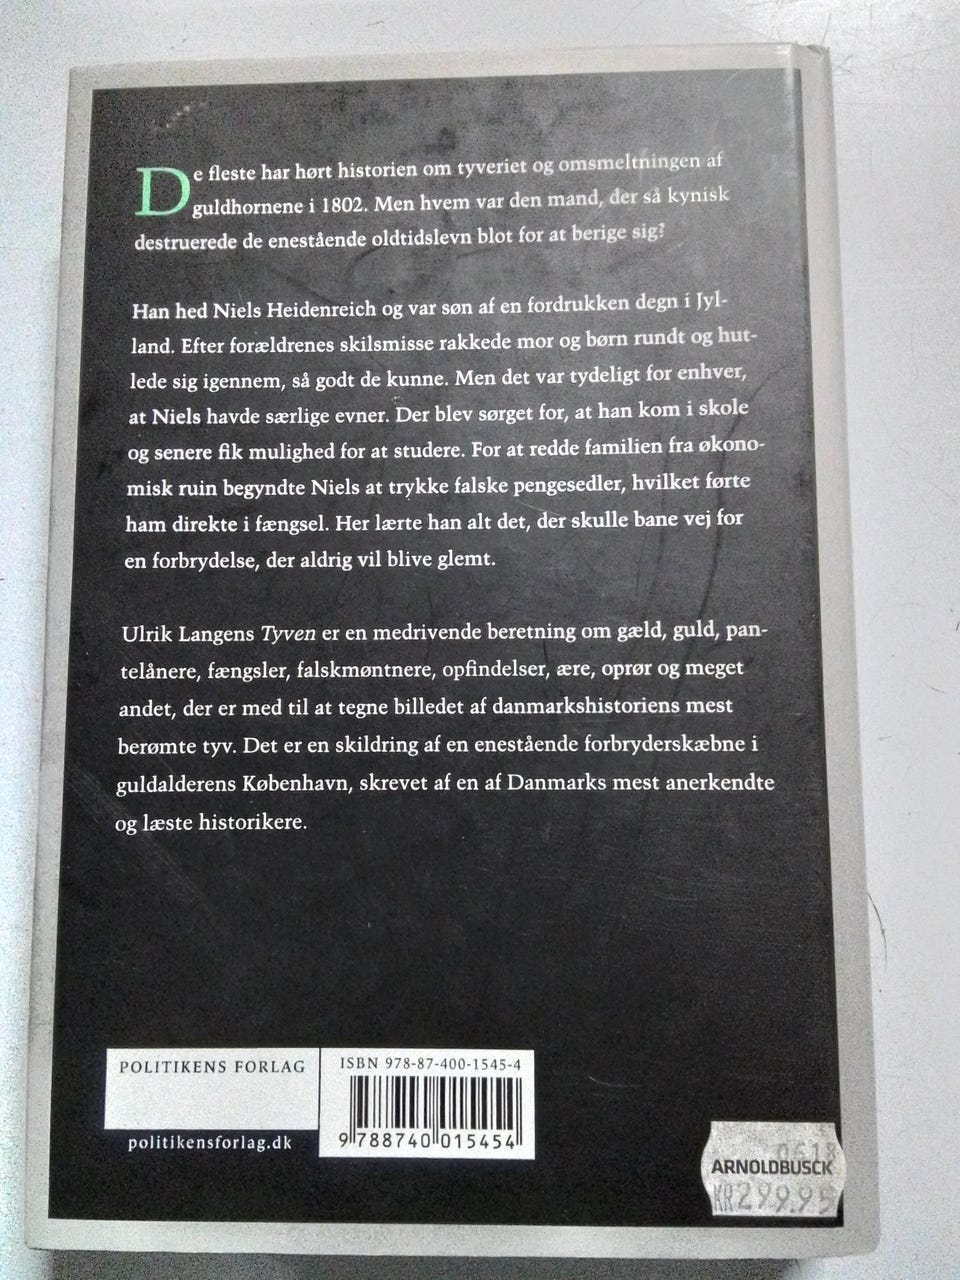 De fleste har hørt historien om tyveriet og omsmeltningen af
guldhornene i 1802. Men hvem var den mand, der så kynisk
destruerede de enestående oldtidslevn blot for at berige sig?
Han hed Niels Heidenreich og var søn af en fordrukken degn i Jyl-
land. Efter forældrenes skilsmisse rakkede mor og børn rundt og hut-
lede sig igennem, så godt de kunne. Men det var tydeligt for enhver,
at Niels havde særlige evner. Der blev sørget for, at han kom i skole
og senere fik mulighed for at studere. For at redde familien fra økono-
misk ruin begyndte Niels at trykke falske pengesedler, hvilket førte
ham direkte i fængsel. Her lærte han alt det, der skulle bane vej for
en forbrydelse, der aldrig vil blive glemt.
Ulrik Langens Tyven er en medrivende beretning om gæld, guld, pan-
telånere, fængsler, falskmøntnere, opfindelser, ære, oprør og meget
andet, der er med til at tegne billedet af danmarkshistoriens mest
berømte tyv. Det er en skildring af en enestående forbryderskæbne i
guldalderens København, skrevet af en af Danmarks mest anerkendte
og læste historikere.
POLITIKENS FORLAG
politikensforlag.dk
ISBN 978-87-400-1545-4
9 788740 015454
0618
ARNOLDBUSCK
KR299.95